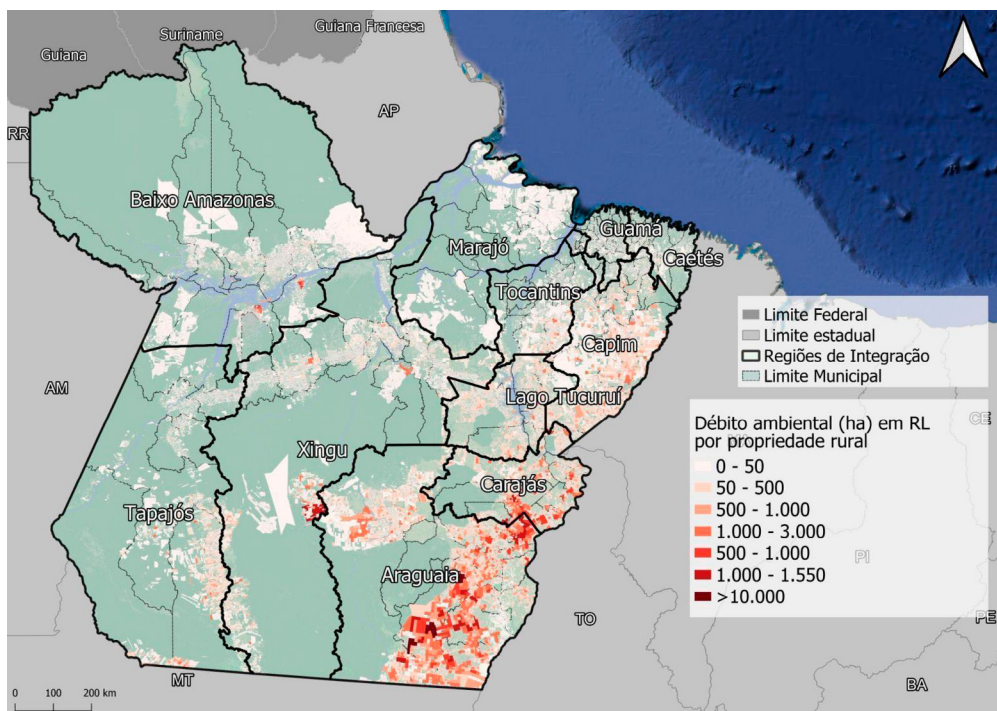 Suriname
Guiana Francesa
Guiana
RR
AP
Baixo Amazonas
Marajó
Guamá
Caetés
Tocantins
Capim
AM
Lago Tucuruí
Xingu
Carajás
Tapajós
Araguaia
TO
MT
CE
PI
PE
BA
Limite Federal
Limite estadual
Regiões de Integração
Limite Municipal
Débito ambiental (ha) em RL
por propriedade rural
0 - 50
50 - 500
500 - 1.000
1.000 - 3.000
500 - 1.000
1.000 - 1.550
>10.000
0 100 200 km